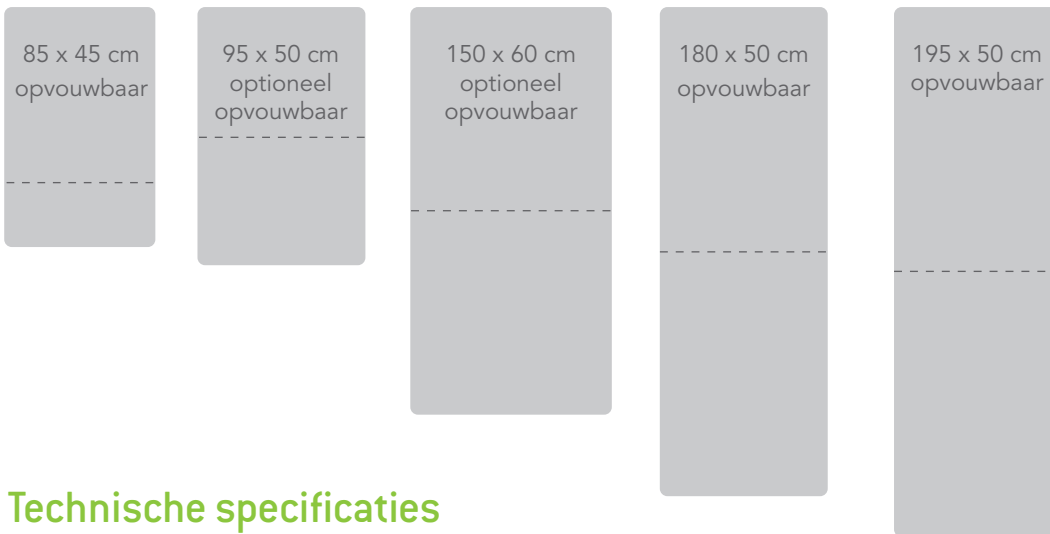 85 x 45 cm
opvouwbaar
95 x 50 cm
optioneel
opvouwbaar
150 x 60 cm
optioneel
opvouwbaar
180 x 50 cm
opvouwbaar
195 x 50 cm
opvouwbaar
Technische specificaties